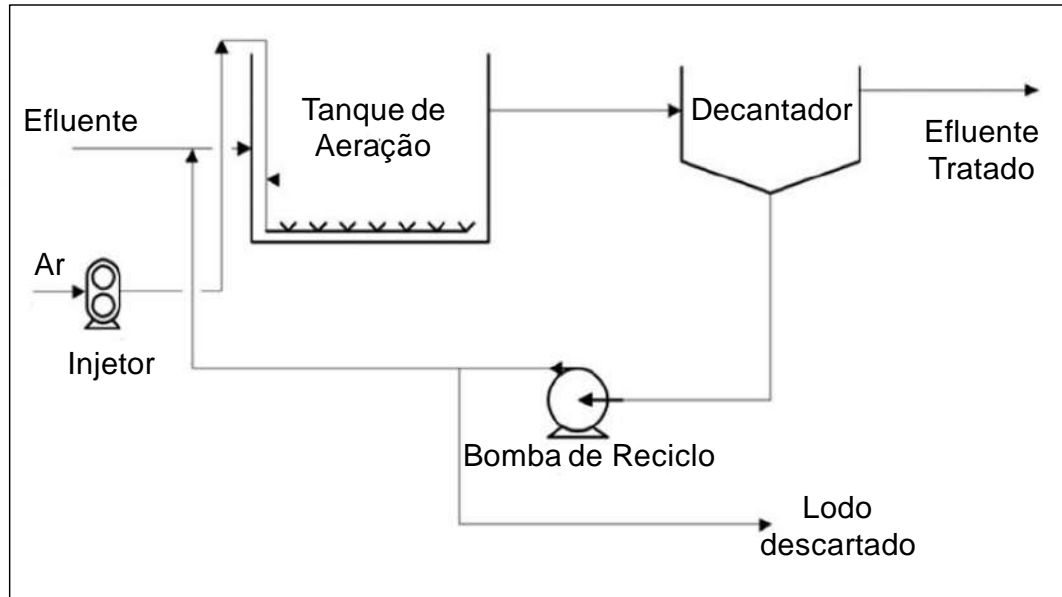 Efluente
Tanque de
Aeração
Decantador
Efluente
Tratado
Ar
Injetor
Bomba de Reciclo
Lodo
descartado